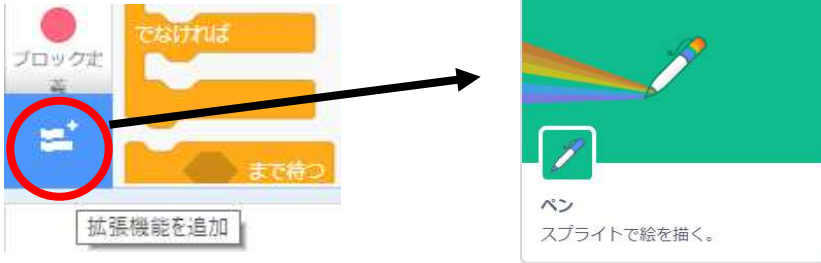 でなければ
ブロック定
義
まで待つ
拡張機能を追加
ペン
スプライトで絵を描く。